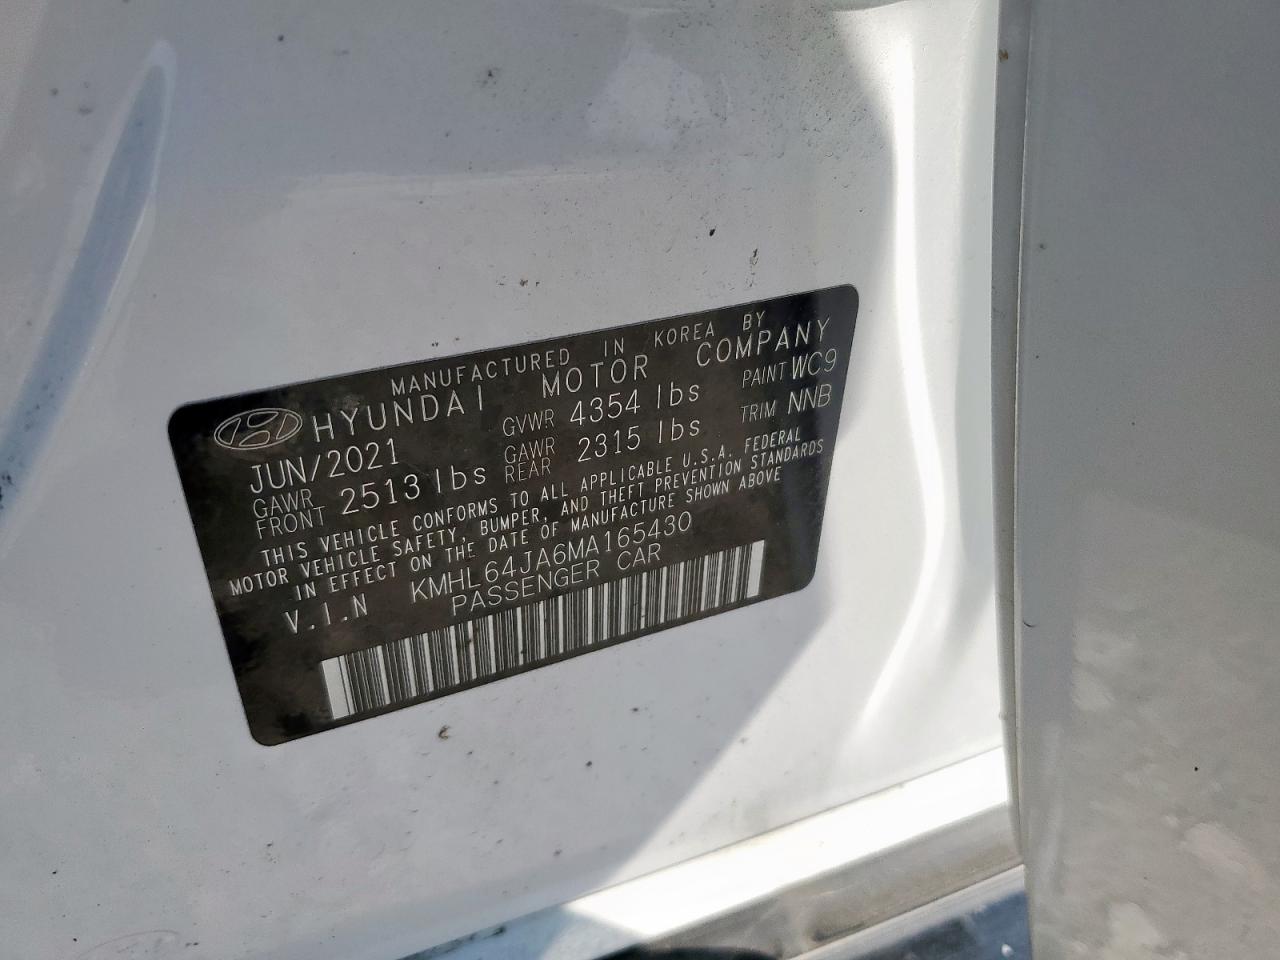 MANUFACTURED IN KOREA BY
HYUNDAI MOTOR COMPANY
JUN/2021 GVWR 4354 lbs PAINT WC9
GAWR FRONT 2513 lbs GAWR REAR 2315 lbs TRIM NNB
THIS VEHICLE CONFORMS TO ALL APPLICABLE U.S.A. FEDERAL
MOTOR VEHICLE SAFETY, BUMPER, AND THEFT PREVENTION STANDARDS
IN EFFECT ON THE DATE OF MANUFACTURE SHOWN ABOVE
V.I.N KMHL64JA6MA165430
PASSENGER CAR